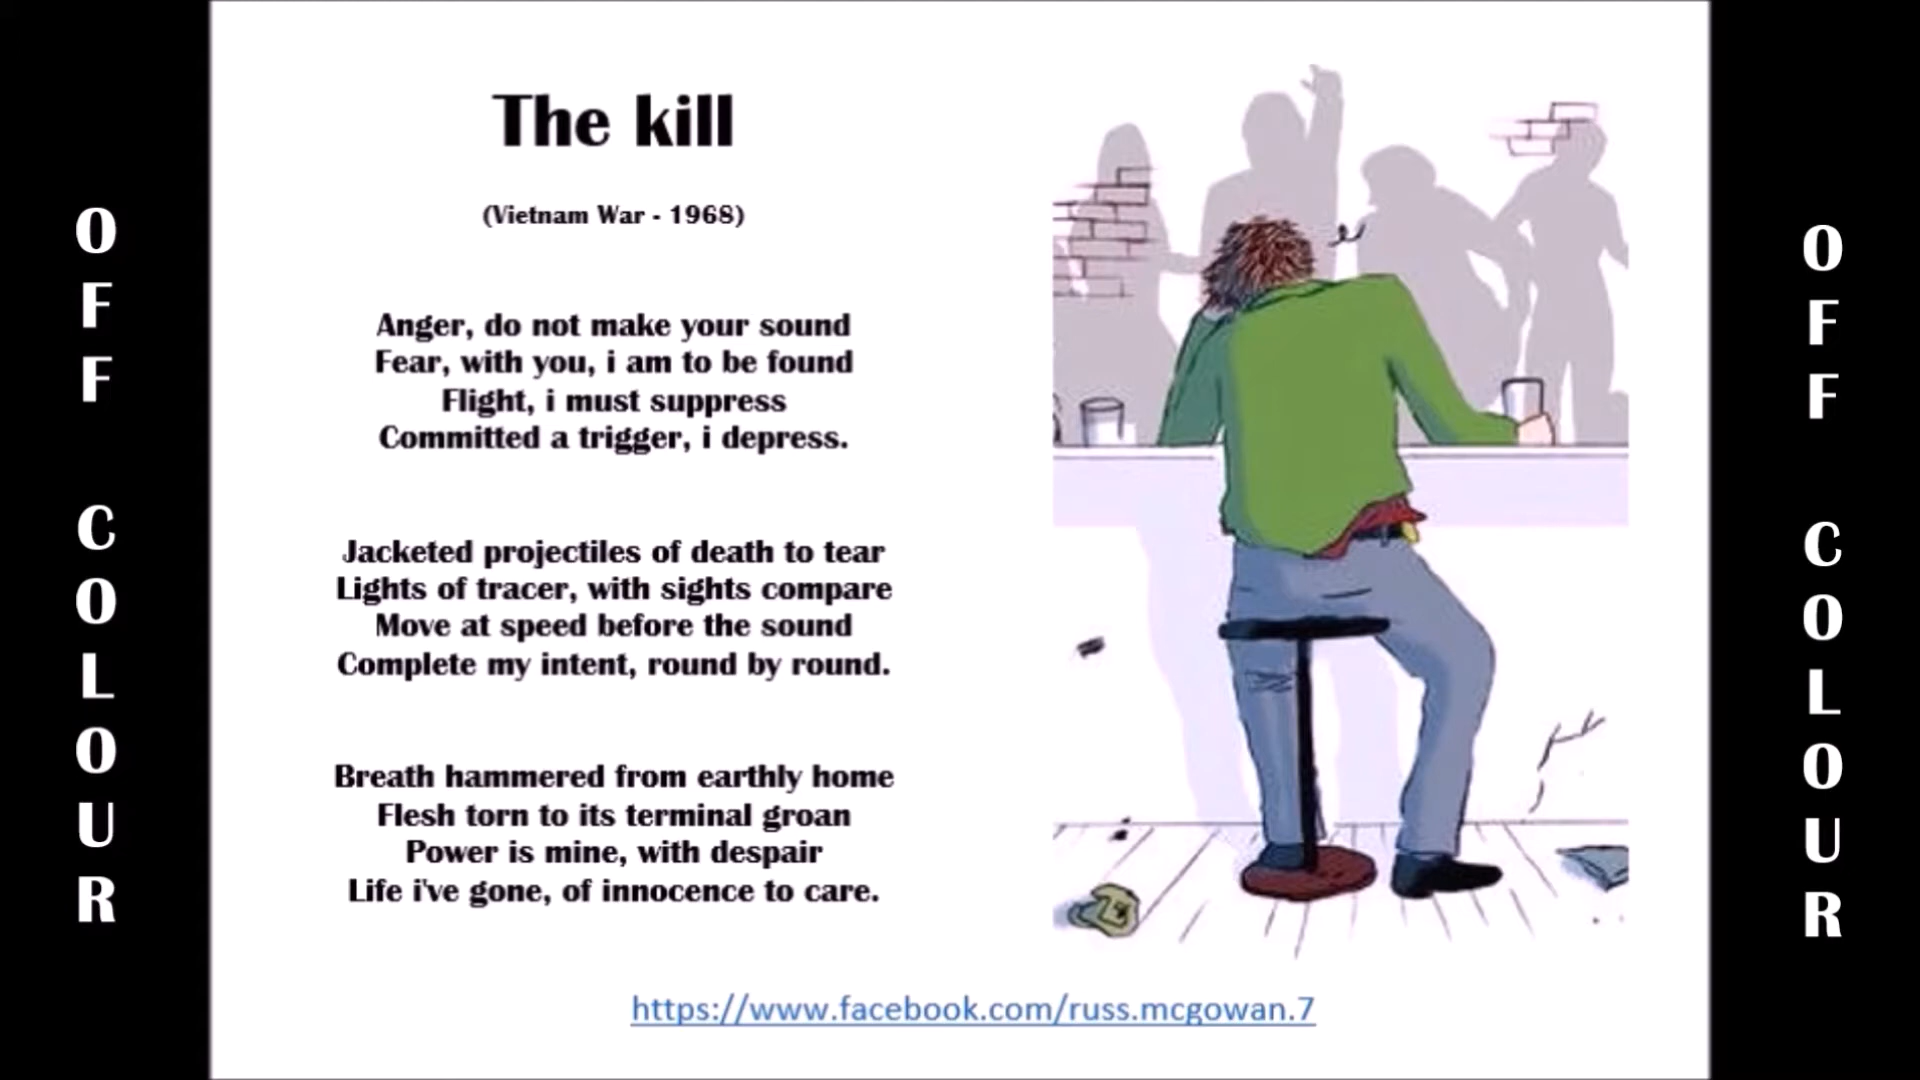 OFF COLOUR
The kill
(Vietnam War - 1968)
Anger, do not make your sound
Fear, with you, i am to be found
Flight, i must suppress
Committed a trigger, i depress.
Jacketed projectiles of death to tear
Lights of tracer, with sights compare
Move at speed before the sound
Complete my intent, round by round.
Breath hammered from earthly home
Flesh torn to its terminal groan
Power is mine, with despair
Life i've gone, of innocence to care.
https://www.facebook.com/russ.mcgowan.7
OFF COLOUR